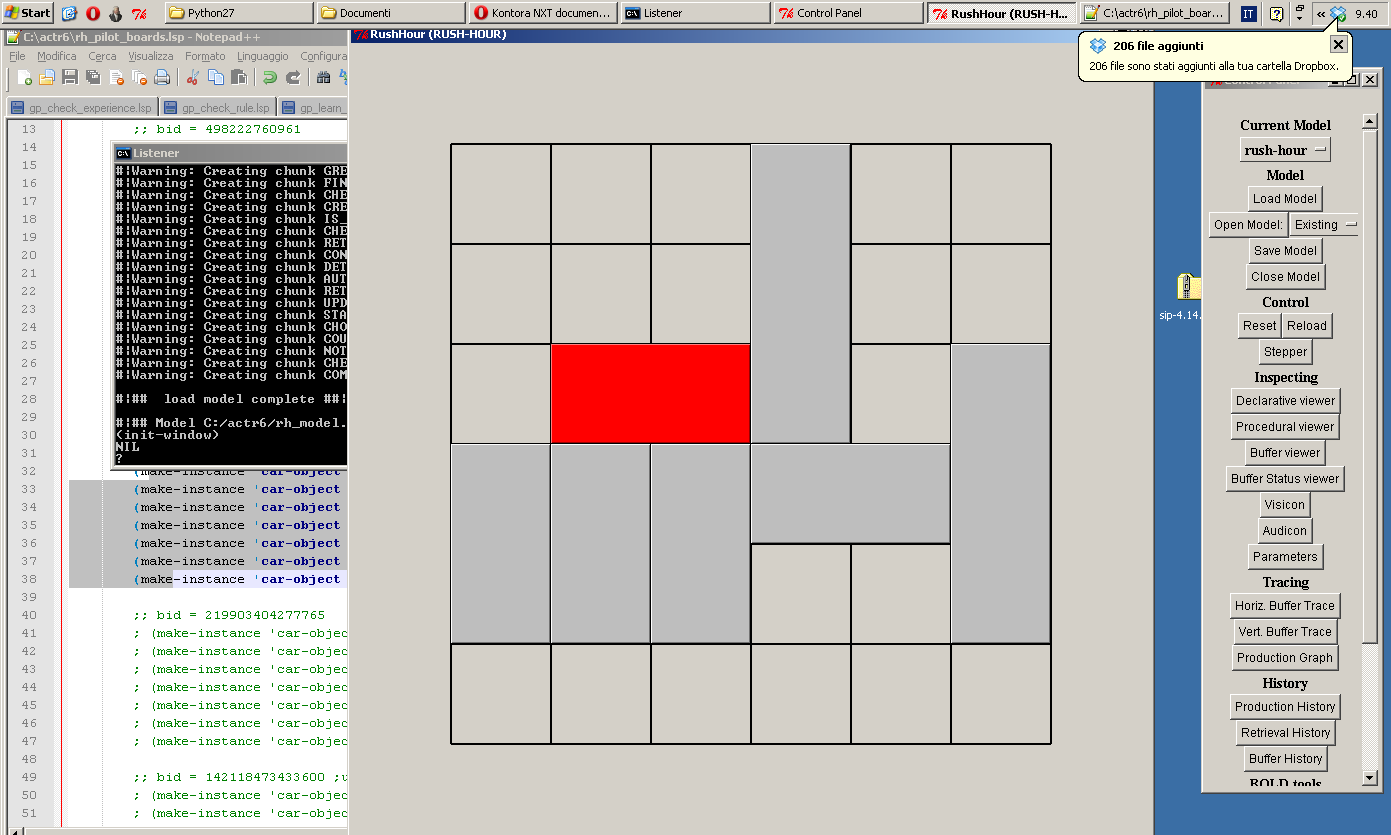 Start
Python27
Documenti
Kontora NXT documen...
Listener
Control Panel
RushHour (RUSH-H...
C:\actr6\rh_pilot_boar...
IT
«
9.40
C:\actr6\rh_pilot_boards.lsp - Notepad++
RushHour (RUSH-HOUR)
206 file aggiunti
206 file sono stati aggiunti alla tua cartella Dropbox.
File Modifica Cerca Visualizza Formato Linguaggio Configura
gp_check_experience.lsp
gp_check_rule.lsp
gp_learn_
13 ;; bid = 498222760961
14
15
16
17
18
19
20
21
22
23
24
25
26
27
28
29
30
31
32 (make-instance 'car-object
33 (make-instance 'car-object
34 (make-instance 'car-object
35 (make-instance 'car-object
36 (make-instance 'car-object
37 (make-instance 'car-object
38 (make-instance 'car-object
39
40 ;; bid = 219903404277765
41 ; (make-instance 'car-objec
42 ; (make-instance 'car-objec
43 ; (make-instance 'car-objec
44 ; (make-instance 'car-objec
45 ; (make-instance 'car-objec
46 ; (make-instance 'car-objec
47 ; (make-instance 'car-objec
48
49 ;; bid = 142118473433600 ;u
50 ; (make-instance 'car-objec
51 ; (make-instance 'car-objec
Listener
#|Warning: Creating chunk GRE
#|Warning: Creating chunk FIN
#|Warning: Creating chunk CHE
#|Warning: Creating chunk CRE
#|Warning: Creating chunk IS_
#|Warning: Creating chunk CHE
#|Warning: Creating chunk RET
#|Warning: Creating chunk CON
#|Warning: Creating chunk DET
#|Warning: Creating chunk AUT
#|Warning: Creating chunk RET
#|Warning: Creating chunk UPD
#|Warning: Creating chunk STA
#|Warning: Creating chunk CHO
#|Warning: Creating chunk COU
#|Warning: Creating chunk NOT
#|Warning: Creating chunk CHE
#|Warning: Creating chunk COM
#|## load model complete ##|
#|## Model C:/actr6/rh_model.
(init-window)
NIL
?
sip-4.14.
Current Model
rush-hour
Model
Load Model
Open Model: Existing
Save Model
Close Model
Control
Reset Reload
Stepper
Inspecting
Declarative viewer
Procedural viewer
Buffer viewer
Buffer Status viewer
Visicon
Audicon
Parameters
Tracing
Horiz. Buffer Trace
Vert. Buffer Trace
Production Graph
History
Production History
Retrieval History
Buffer History
BOLD tools